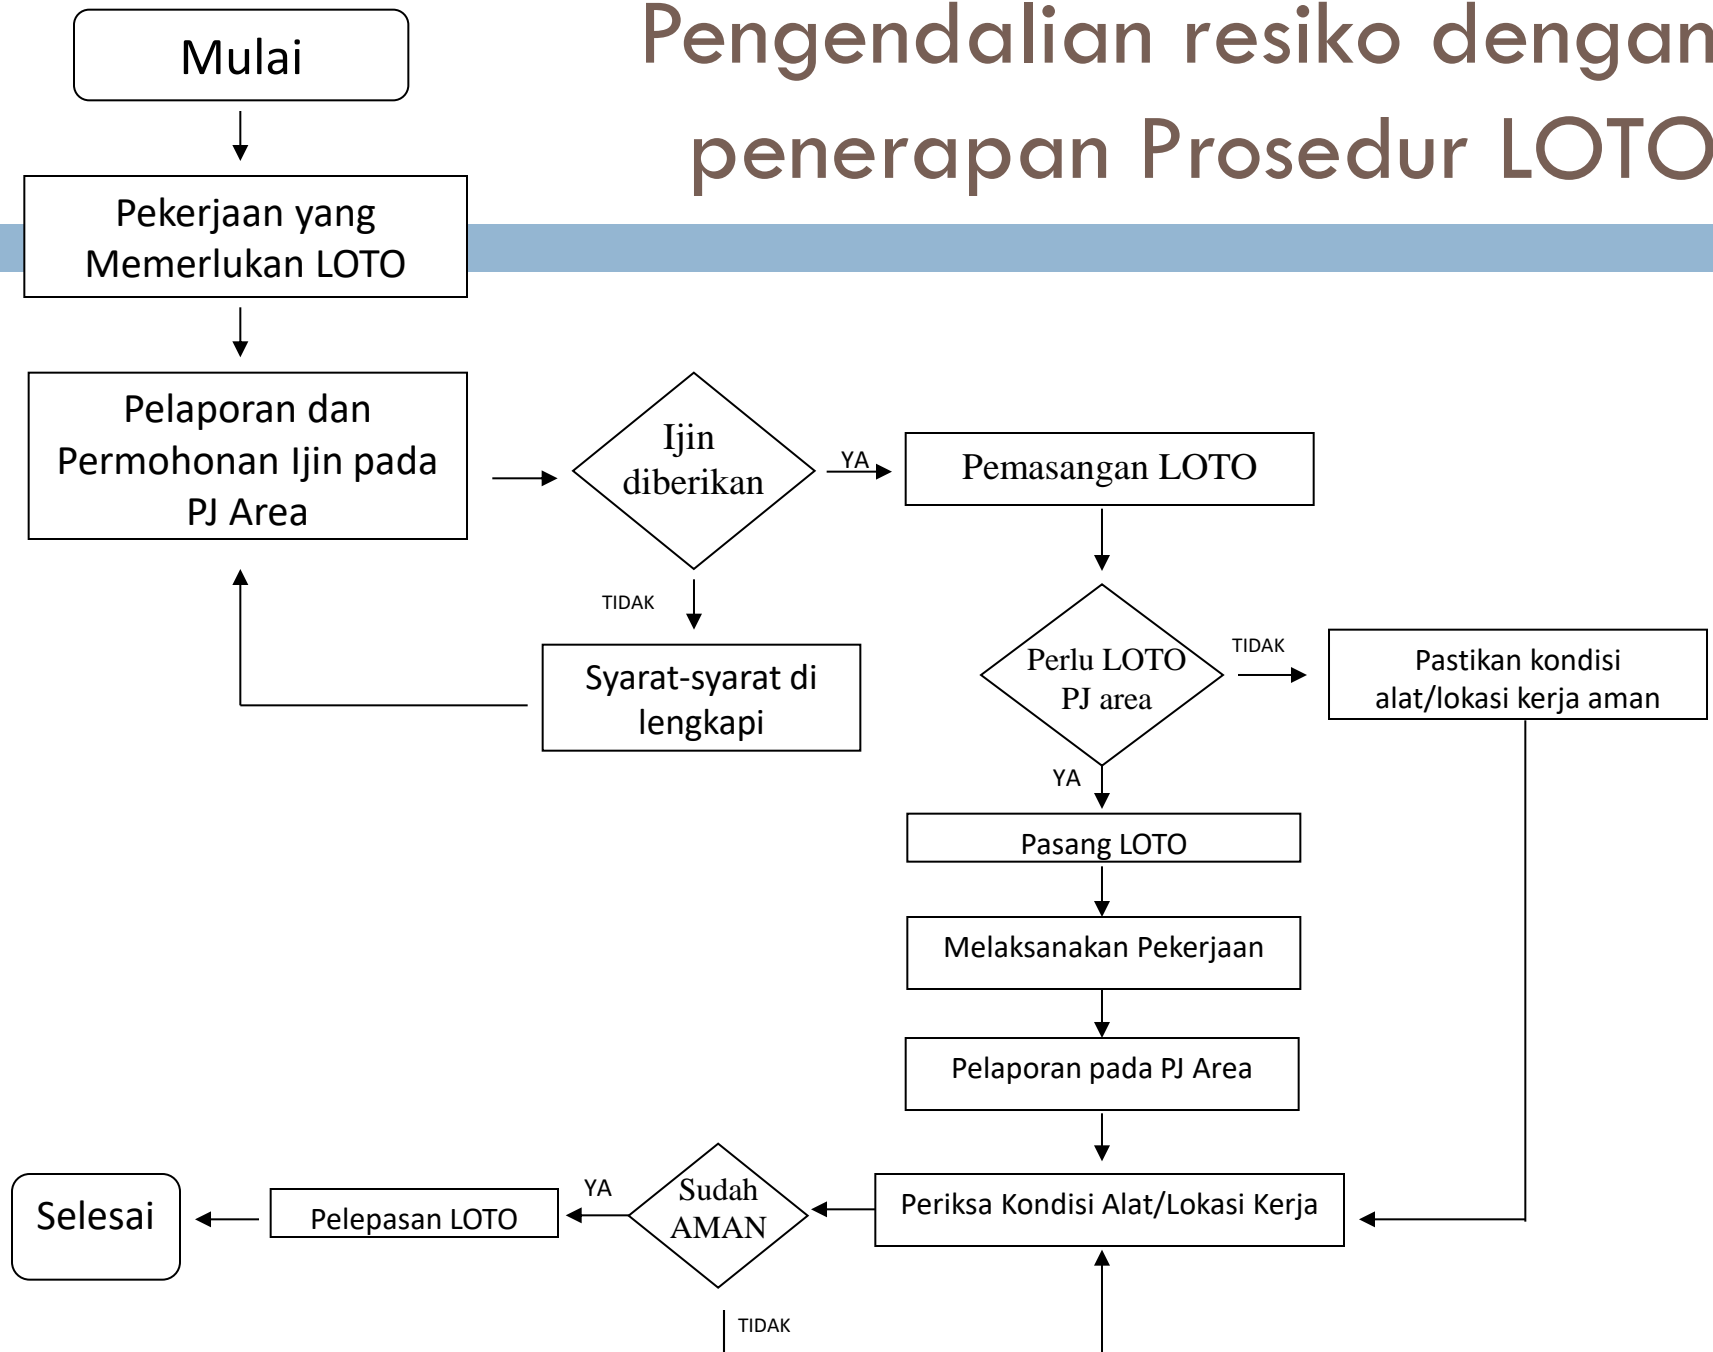 Pengendalian resiko dengan
penerapan Prosedur LOTO
Mulai
Pekerjaan yang
Memerlukan LOTO
Pelaporan dan
Permohonan Ijin pada
PJ Area
Ijin
diberikan
YA
Pemasangan LOTO
TIDAK
Syarat-syarat di
lengkapi
Perlu LOTO
PJ area
TIDAK
Pastikan kondisi
alat/lokasi kerja aman
YA
Pasang LOTO
Melaksanakan Pekerjaan
Pelaporan pada PJ Area
Periksa Kondisi Alat/Lokasi Kerja
Sudah
AMAN
YA
Pelepasan LOTO
Selesai
TIDAK